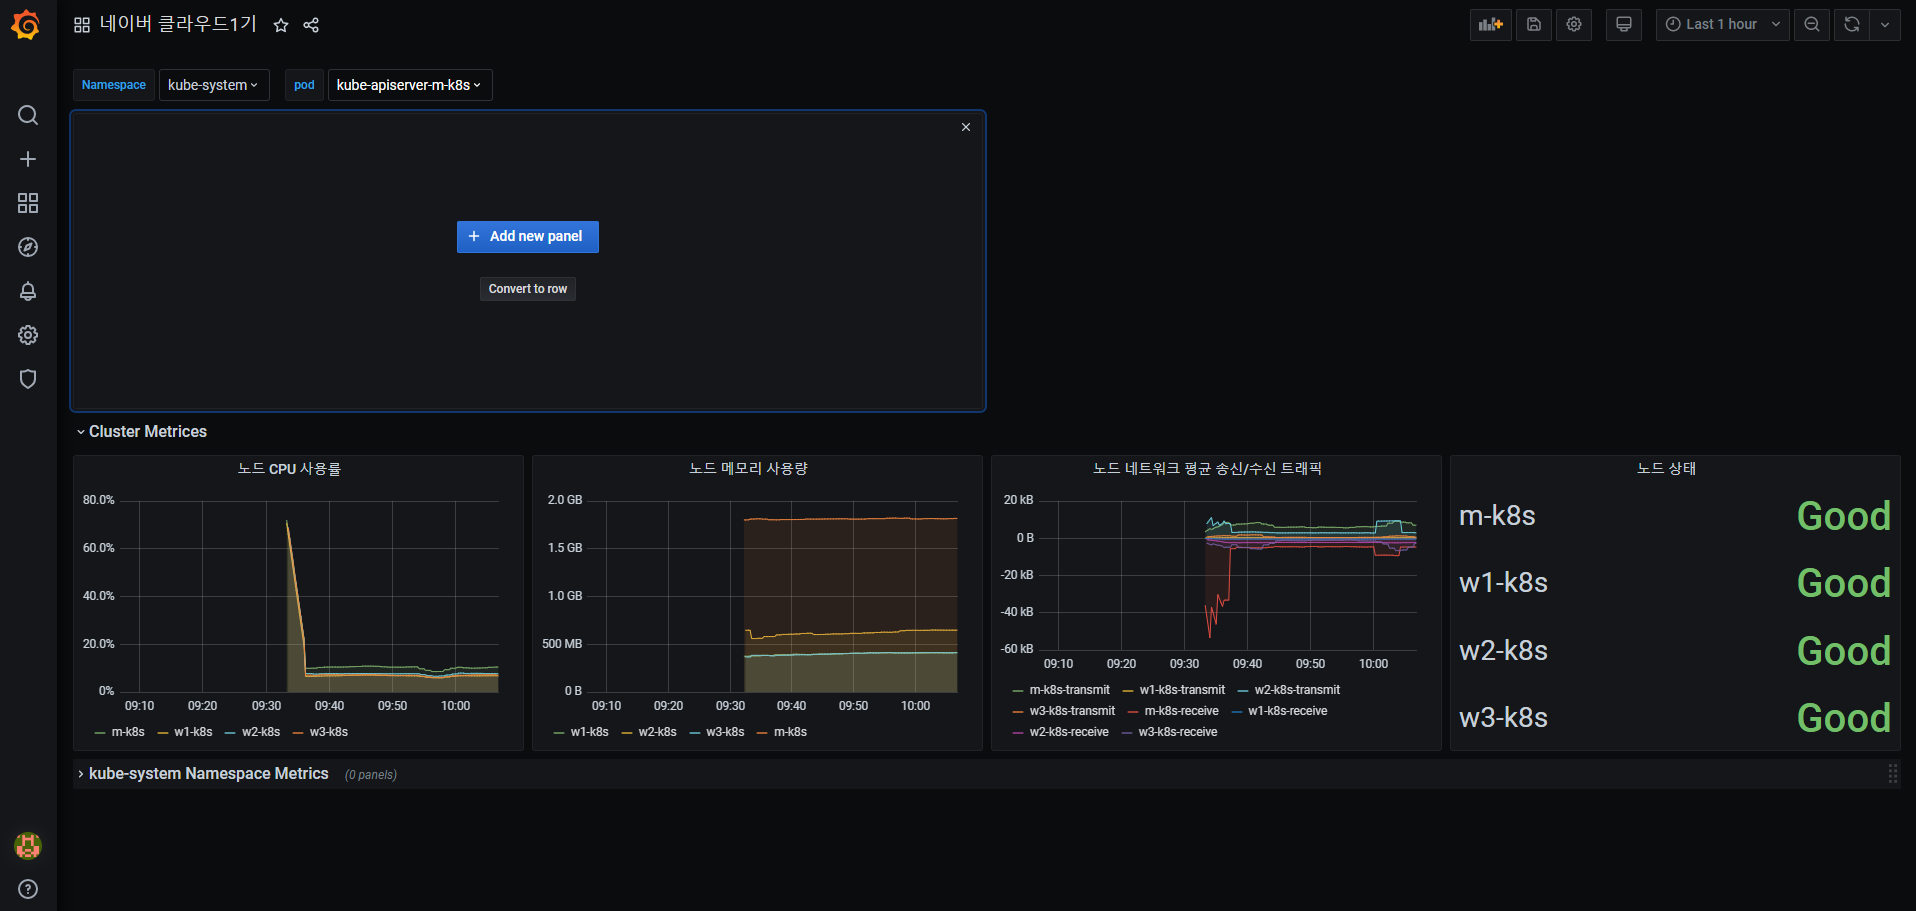 네이버 클라우드1기
Last 1 hour
Namespace kube-system pod kube-apiserver-m-k8s
Add new panel
Convert to row
Cluster Metrices
노드 CPU 사용률
80.0%
60.0%
40.0%
20.0%
0%
09:10 09:20 09:30 09:40 09:50 10:00
m-k8s w1-k8s w2-k8s w3-k8s
노드 메모리 사용량
2.0 GB
1.5 GB
1.0 GB
500 MB
0 B
09:10 09:20 09:30 09:40 09:50 10:00
w1-k8s w2-k8s w3-k8s m-k8s
노드 네트워크 평균 송신/수신 트래픽
20 kB
0 B
-20 kB
-40 kB
-60 kB
09:10 09:20 09:30 09:40 09:50 10:00
m-k8s-transmit w1-k8s-transmit w2-k8s-transmit
w3-k8s-transmit m-k8s-receive w1-k8s-receive
w2-k8s-receive w3-k8s-receive
노드 상태
m-k8s Good
w1-k8s Good
w2-k8s Good
w3-k8s Good
kube-system Namespace Metrics (0 panels)